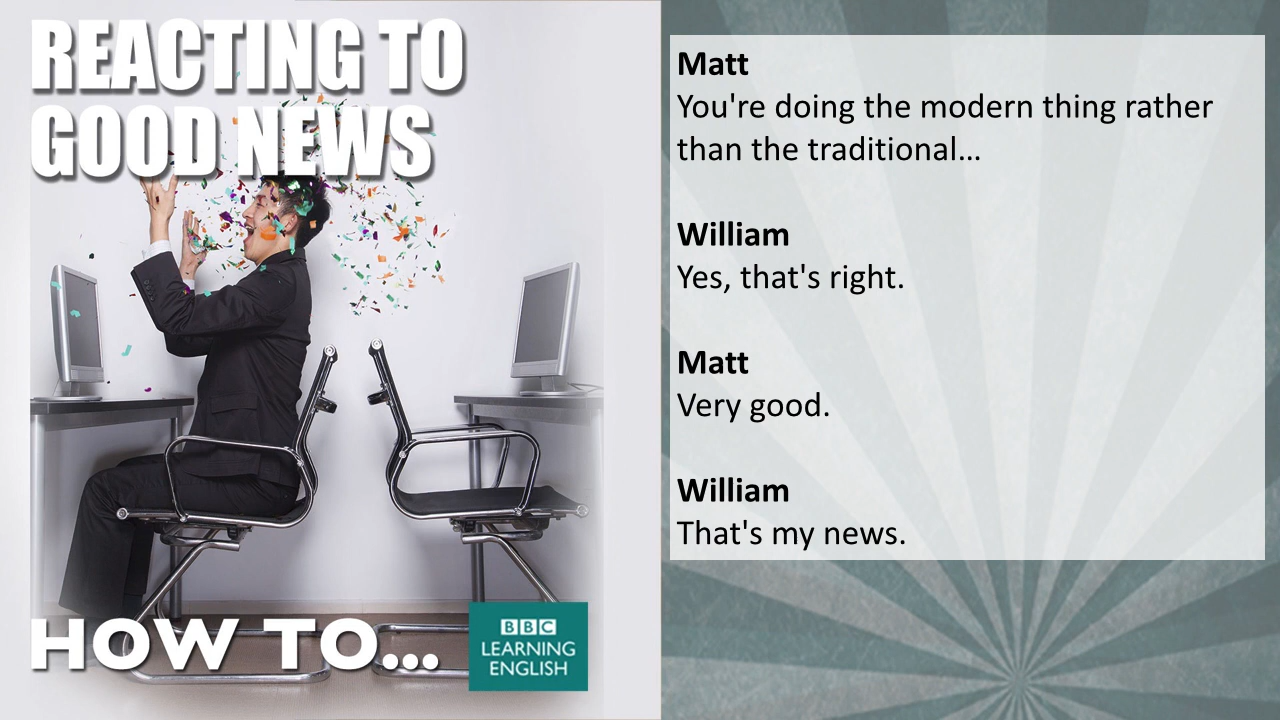 REACTING TO
GOOD NEWS
HOW TO...
BBC
LEARNING
ENGLISH
Matt
You're doing the modern thing rather
than the traditional...
William
Yes, that's right.
Matt
Very good.
William
That's my news.